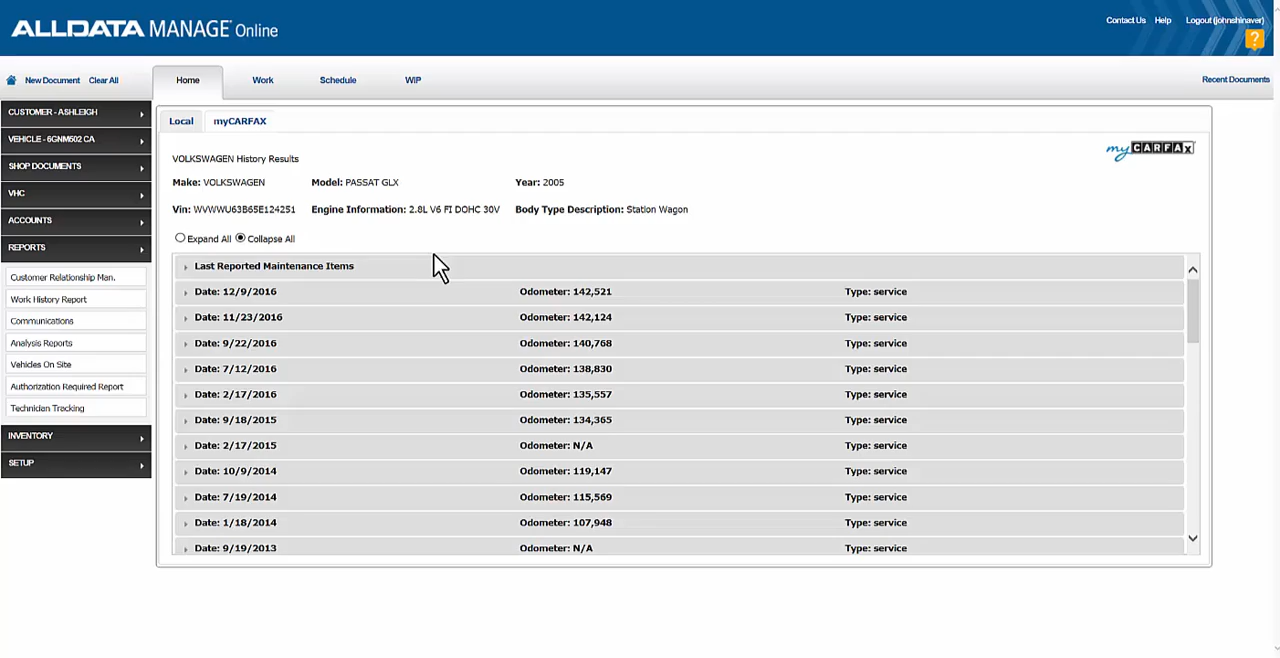 ALLDATA MANAGE Online
Contact Us Help Logout (johnshinaver)
?
New Document Clear All Home Work Schedule WIP Recent Documents
CUSTOMER - ASHLEIGH
VEHICLE - 6GNM602 CA
SHOP DOCUMENTS
VHC
ACCOUNTS
REPORTS
Customer Relationship Man.
Work History Report
Communications
Analysis Reports
Vehicles On Site
Authorization Required Report
Technician Tracking
INVENTORY
SETUP
Local myCARFAX
my CARFAX
VOLKSWAGEN History Results
Make: VOLKSWAGEN Model: PASSAT GLX Year: 2005
Vin: WVWWU63B65E124251 Engine Information: 2.8L V6 FI DOHC 30V Body Type Description: Station Wagon
Expand All Collapse All
Last Reported Maintenance Items
Date: 12/9/2016 Odometer: 142,521 Type: service
Date: 11/23/2016 Odometer: 142,124 Type: service
Date: 9/22/2016 Odometer: 140,768 Type: service
Date: 7/12/2016 Odometer: 138,830 Type: service
Date: 2/17/2016 Odometer: 135,557 Type: service
Date: 9/18/2015 Odometer: 134,365 Type: service
Date: 2/17/2015 Odometer: N/A Type: service
Date: 10/9/2014 Odometer: 119,147 Type: service
Date: 7/19/2014 Odometer: 115,569 Type: service
Date: 1/18/2014 Odometer: 107,948 Type: service
Date: 9/19/2013 Odometer: N/A Type: service